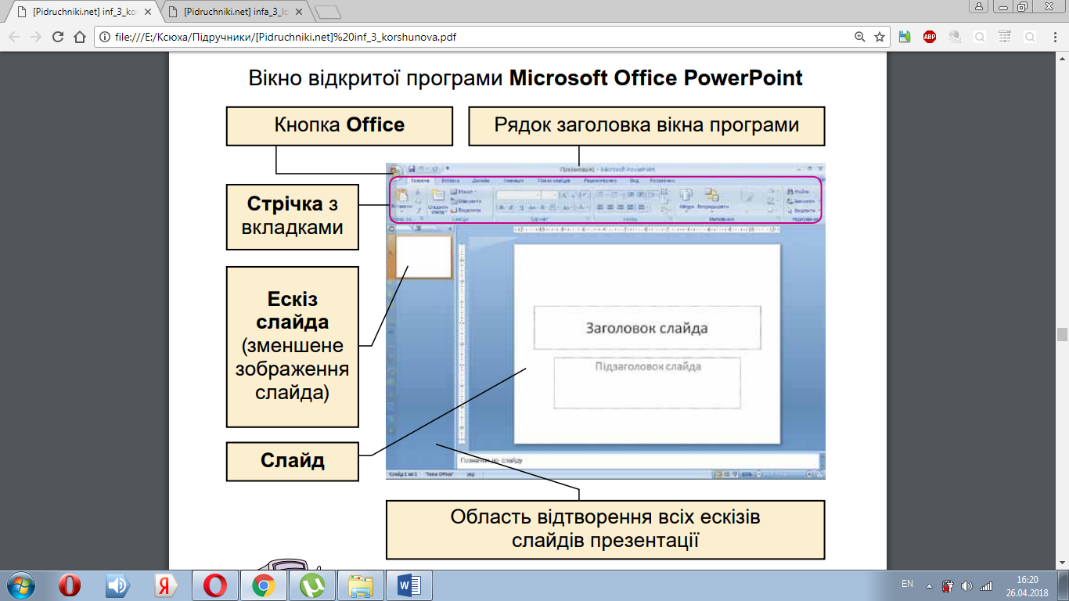 [Pidruchniki.net] inf_3_ko
[Pidruchniki.net] infa_3_lo
file:///E:/Ксюха/Підручники/[Pidruchniki.net]%20inf_3_korshunova.pdf
ABP
Вікно відкритої програми Microsoft Office PowerPoint
Кнопка Office
Рядок заголовка вікна програми
Стрічка з
вкладками
Ескіз
слайда
(зменшене
зображення
слайда)
Слайд
Заголовок слайда
Підзаголовок слайда
Область відтворення всіх ескізів
слайдів презентації
EN
16:20
26.04.2018